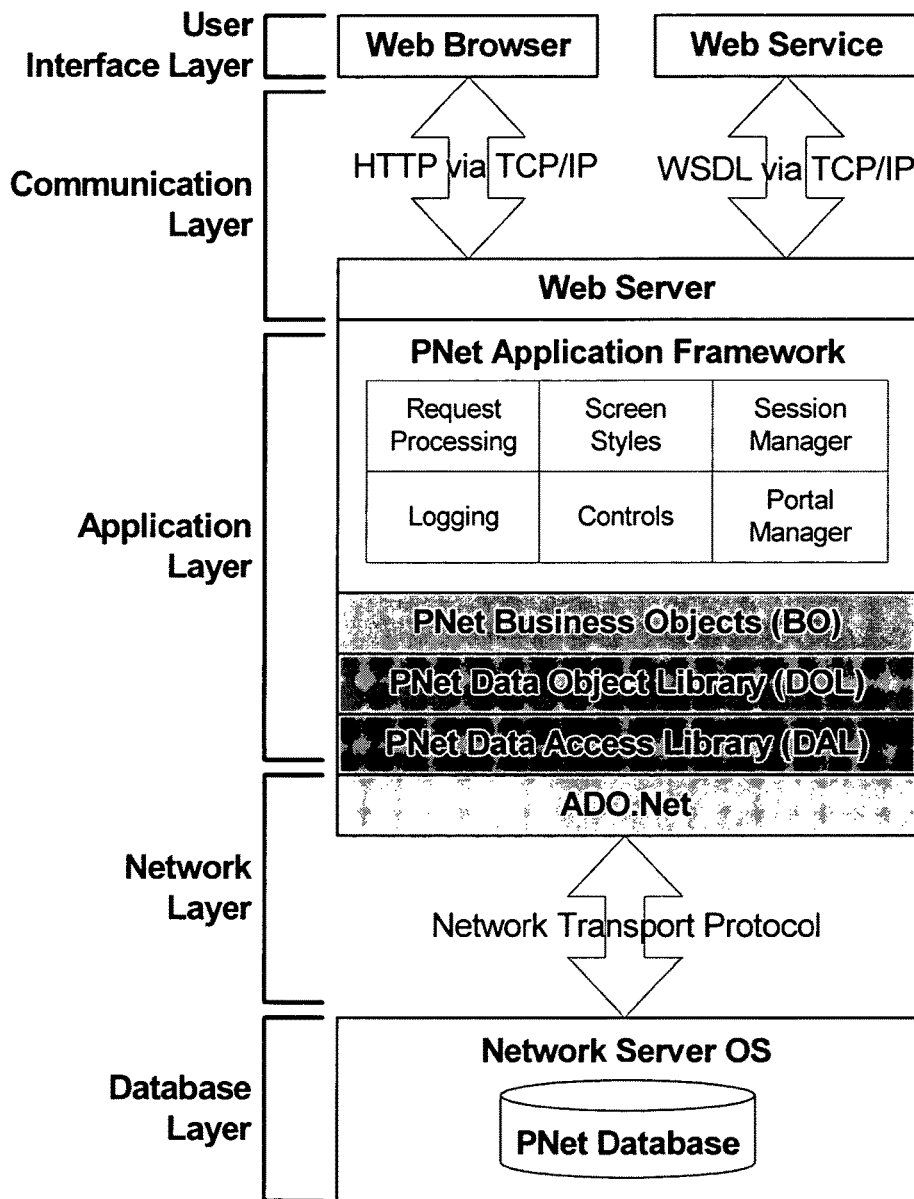 User
Interface Layer
Web Browser
Web Service
Communication
Layer
HTTP via TCP/IP
WSDL via TCP/IP
Web Server
Application
Layer
PNet Application Framework
Request
Processing
Screen
Styles
Session
Manager
Logging
Controls
Portal
Manager
PNet Business Objects (BO)
PNet Data Object Library (DOL)
PNet Data Access Library (DAL)
Network
Layer
ADO.Net
Network Transport Protocol
Database
Layer
Network Server OS
PNet Database